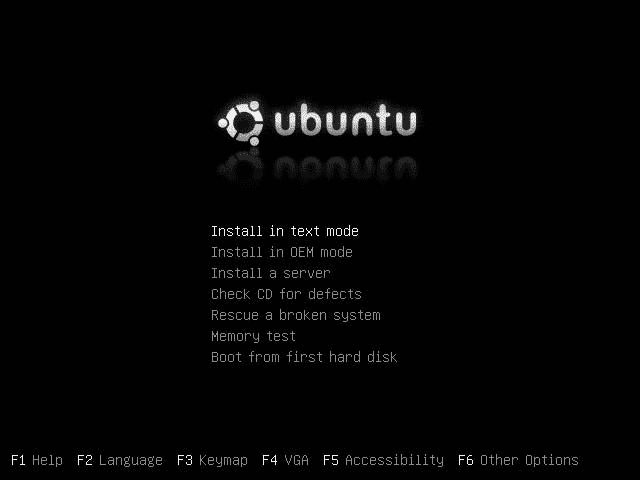 ubuntu
Install in text mode
Install in OEM mode
Install a server
Check CD for defects
Rescue a broken system
Memory test
Boot from first hard disk
F1 Help F2 Language F3 Keymap F4 VGA F5 Accessibility F6 Other Options